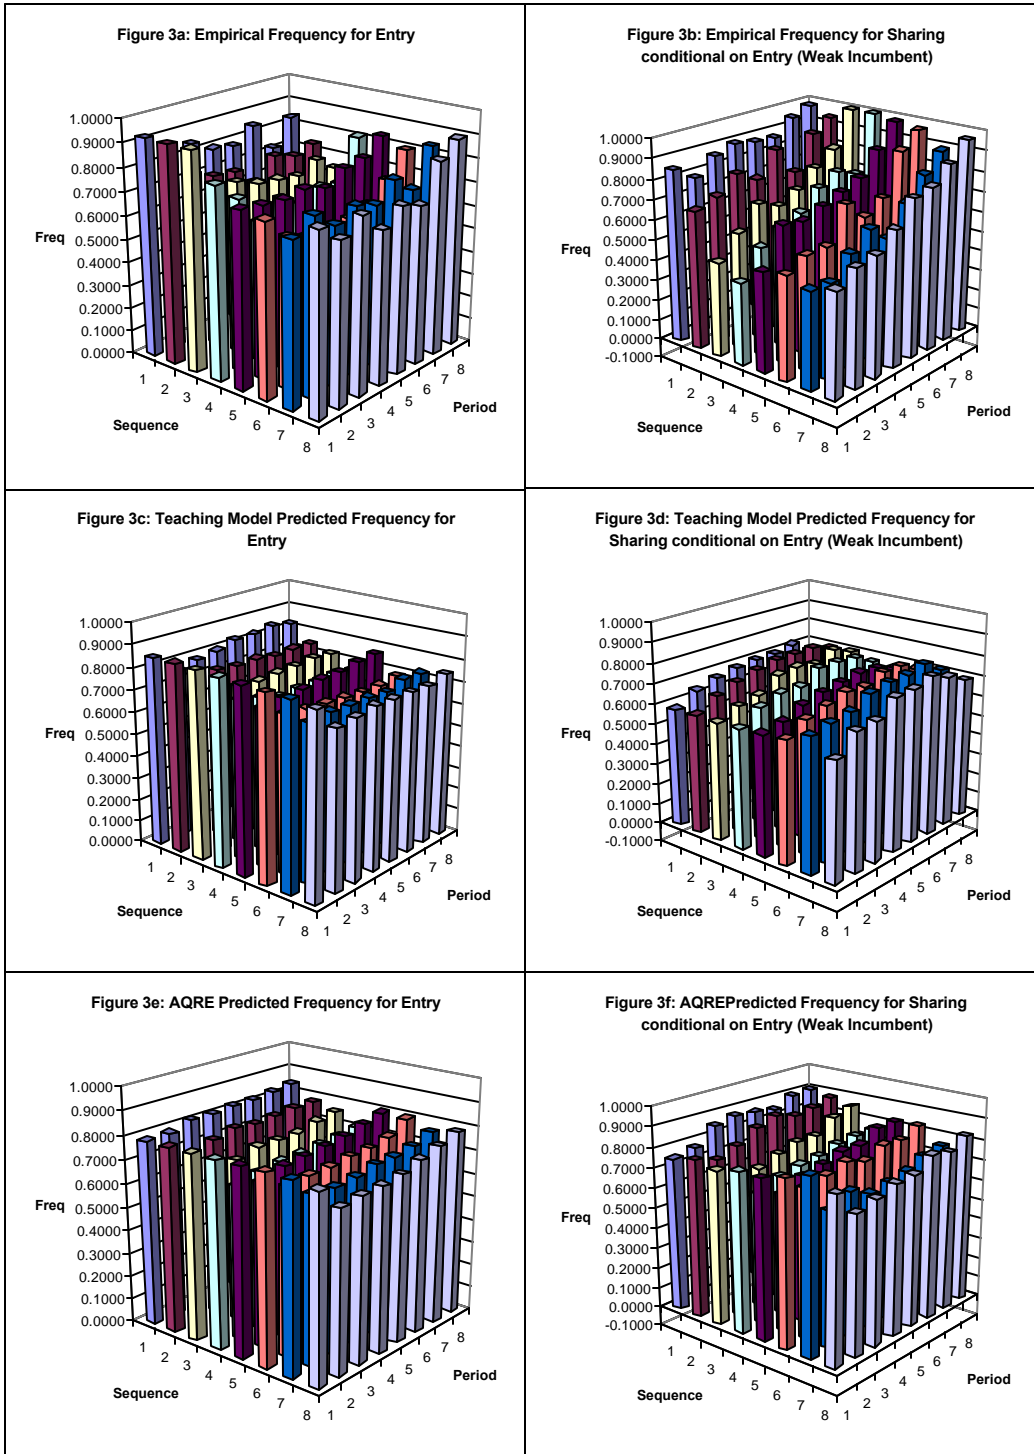 Figure 3a: Empirical Frequency for Entry
1.0000
0.9000
0.8000
0.7000
0.6000
0.5000
0.4000
0.3000
0.2000
0.1000
0.0000
Freq
1 2 3 4 5 6 7 8
Sequence
1 2 3 4 5 6 7 8
Period
Figure 3b: Empirical Frequency for Sharing
conditional on Entry (Weak Incumbent)
1.0000
0.9000
0.8000
0.7000
0.6000
0.5000
0.4000
0.3000
0.2000
0.1000
0.0000
-0.1000
Freq
1 2 3 4 5 6 7 8
Sequence
1 2 3 4 5 6 7 8
Period
Figure 3c: Teaching Model Predicted Frequency for
Entry
1.0000
0.9000
0.8000
0.7000
0.6000
0.5000
0.4000
0.3000
0.2000
0.1000
0.0000
Freq
1 2 3 4 5 6 7 8
Sequence
1 2 3 4 5 6 7 8
Period
Figure 3d: Teaching Model Predicted Frequency for
Sharing conditional on Entry (Weak Incumbent)
1.0000
0.9000
0.8000
0.7000
0.6000
0.5000
0.4000
0.3000
0.2000
0.1000
0.0000
-0.1000
Freq
1 2 3 4 5 6 7 8
Sequence
1 2 3 4 5 6 7 8
Period
Figure 3e: AQRE Predicted Frequency for Entry
1.0000
0.9000
0.8000
0.7000
0.6000
0.5000
0.4000
0.3000
0.2000
0.1000
0.0000
Freq
1 2 3 4 5 6 7 8
Sequence
1 2 3 4 5 6 7 8
Period
Figure 3f: AQREPredicted Frequency for Sharing
conditional on Entry (Weak Incumbent)
1.0000
0.9000
0.8000
0.7000
0.6000
0.5000
0.4000
0.3000
0.2000
0.1000
0.0000
-0.1000
Freq
1 2 3 4 5 6 7 8
Sequence
1 2 3 4 5 6 7 8
Period